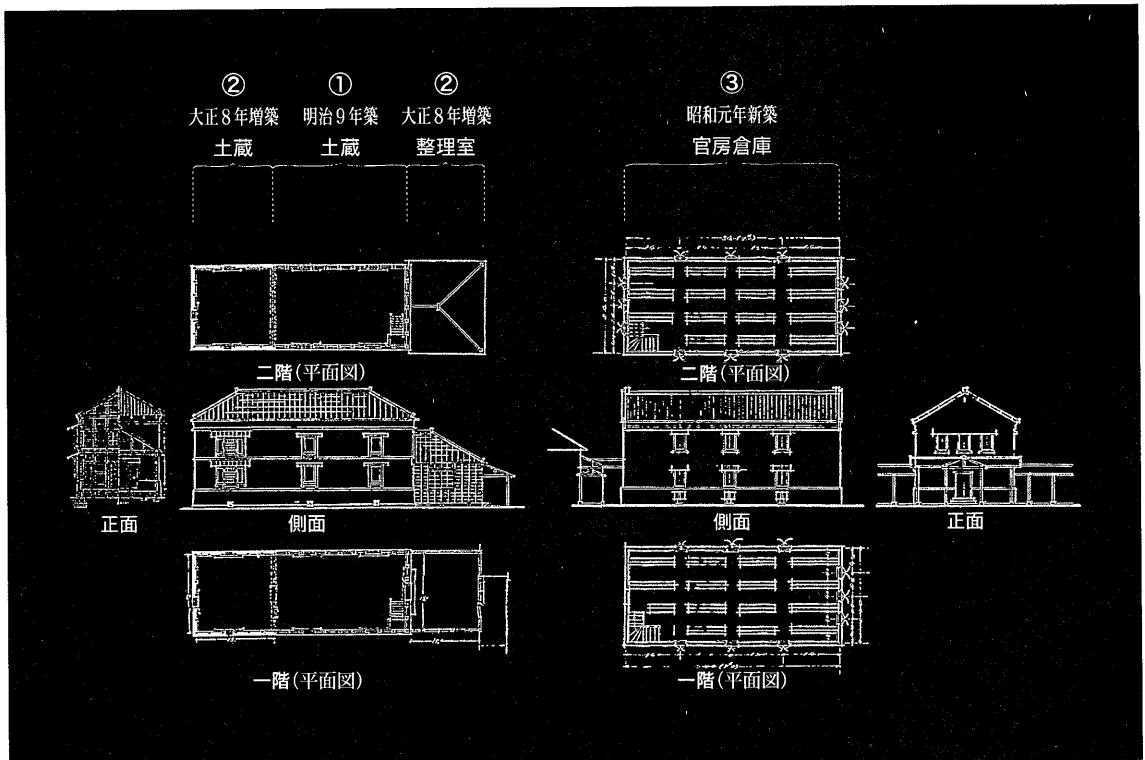 ② ① ②
大正8年増築 明治9年築 大正8年増築
土蔵 土蔵 整理室
③
昭和元年新築
官房倉庫
二階(平面図)
二階(平面図)
正面
側面
側面
正面
一階(平面図)
一階(平面図)